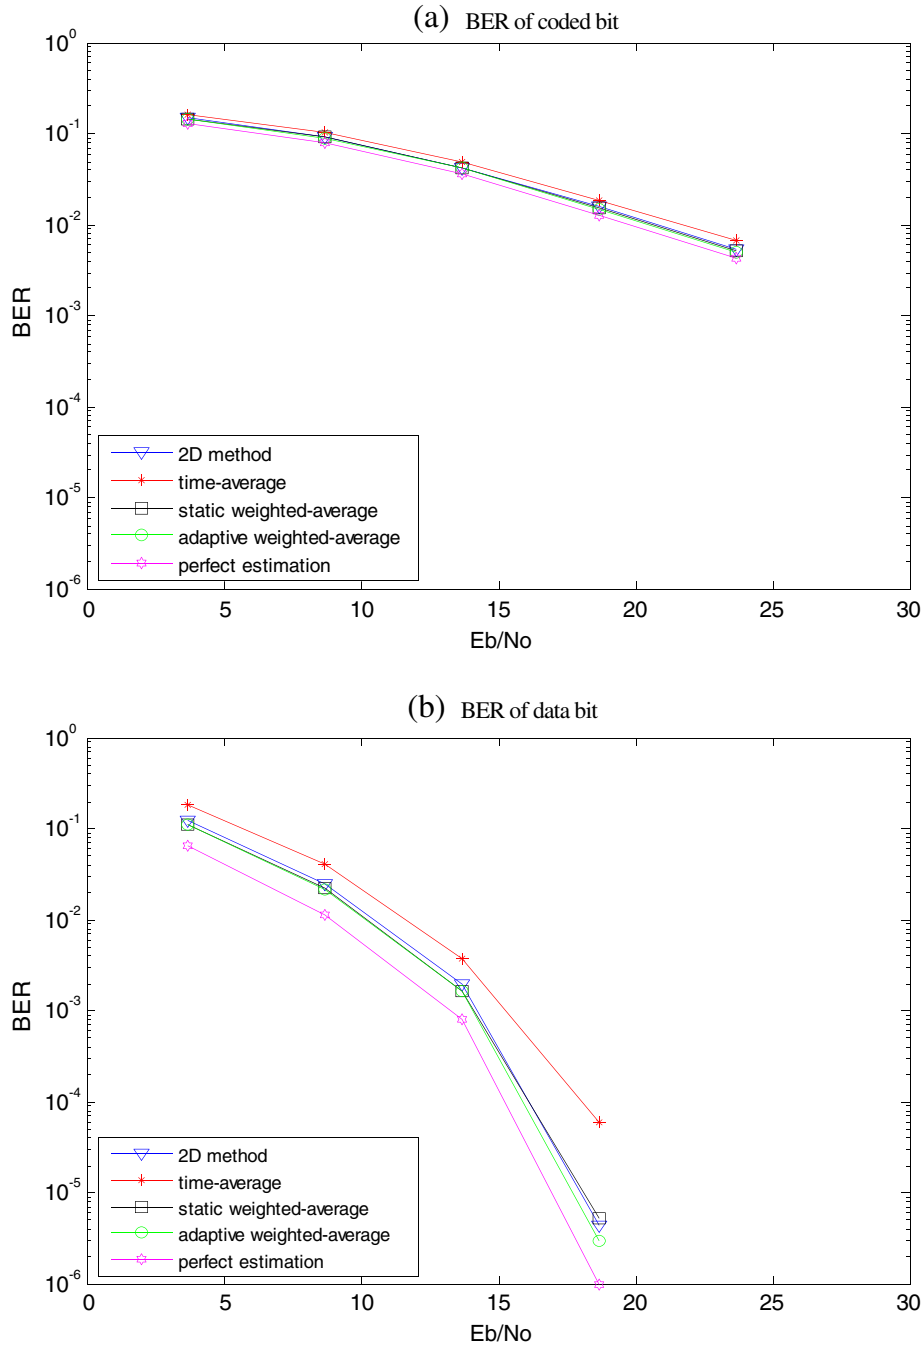 (a) BER of coded bit
10^0
10^-1
10^-2
10^-3
10^-4
10^-5
10^-6
BER
2D method
time-average
static weighted-average
adaptive weighted-average
perfect estimation
0 5 10 15 20 25 30
Eb/No
(b) BER of data bit
10^0
10^-1
10^-2
10^-3
10^-4
10^-5
10^-6
BER
2D method
time-average
static weighted-average
adaptive weighted-average
perfect estimation
0 5 10 15 20 25 30
Eb/No